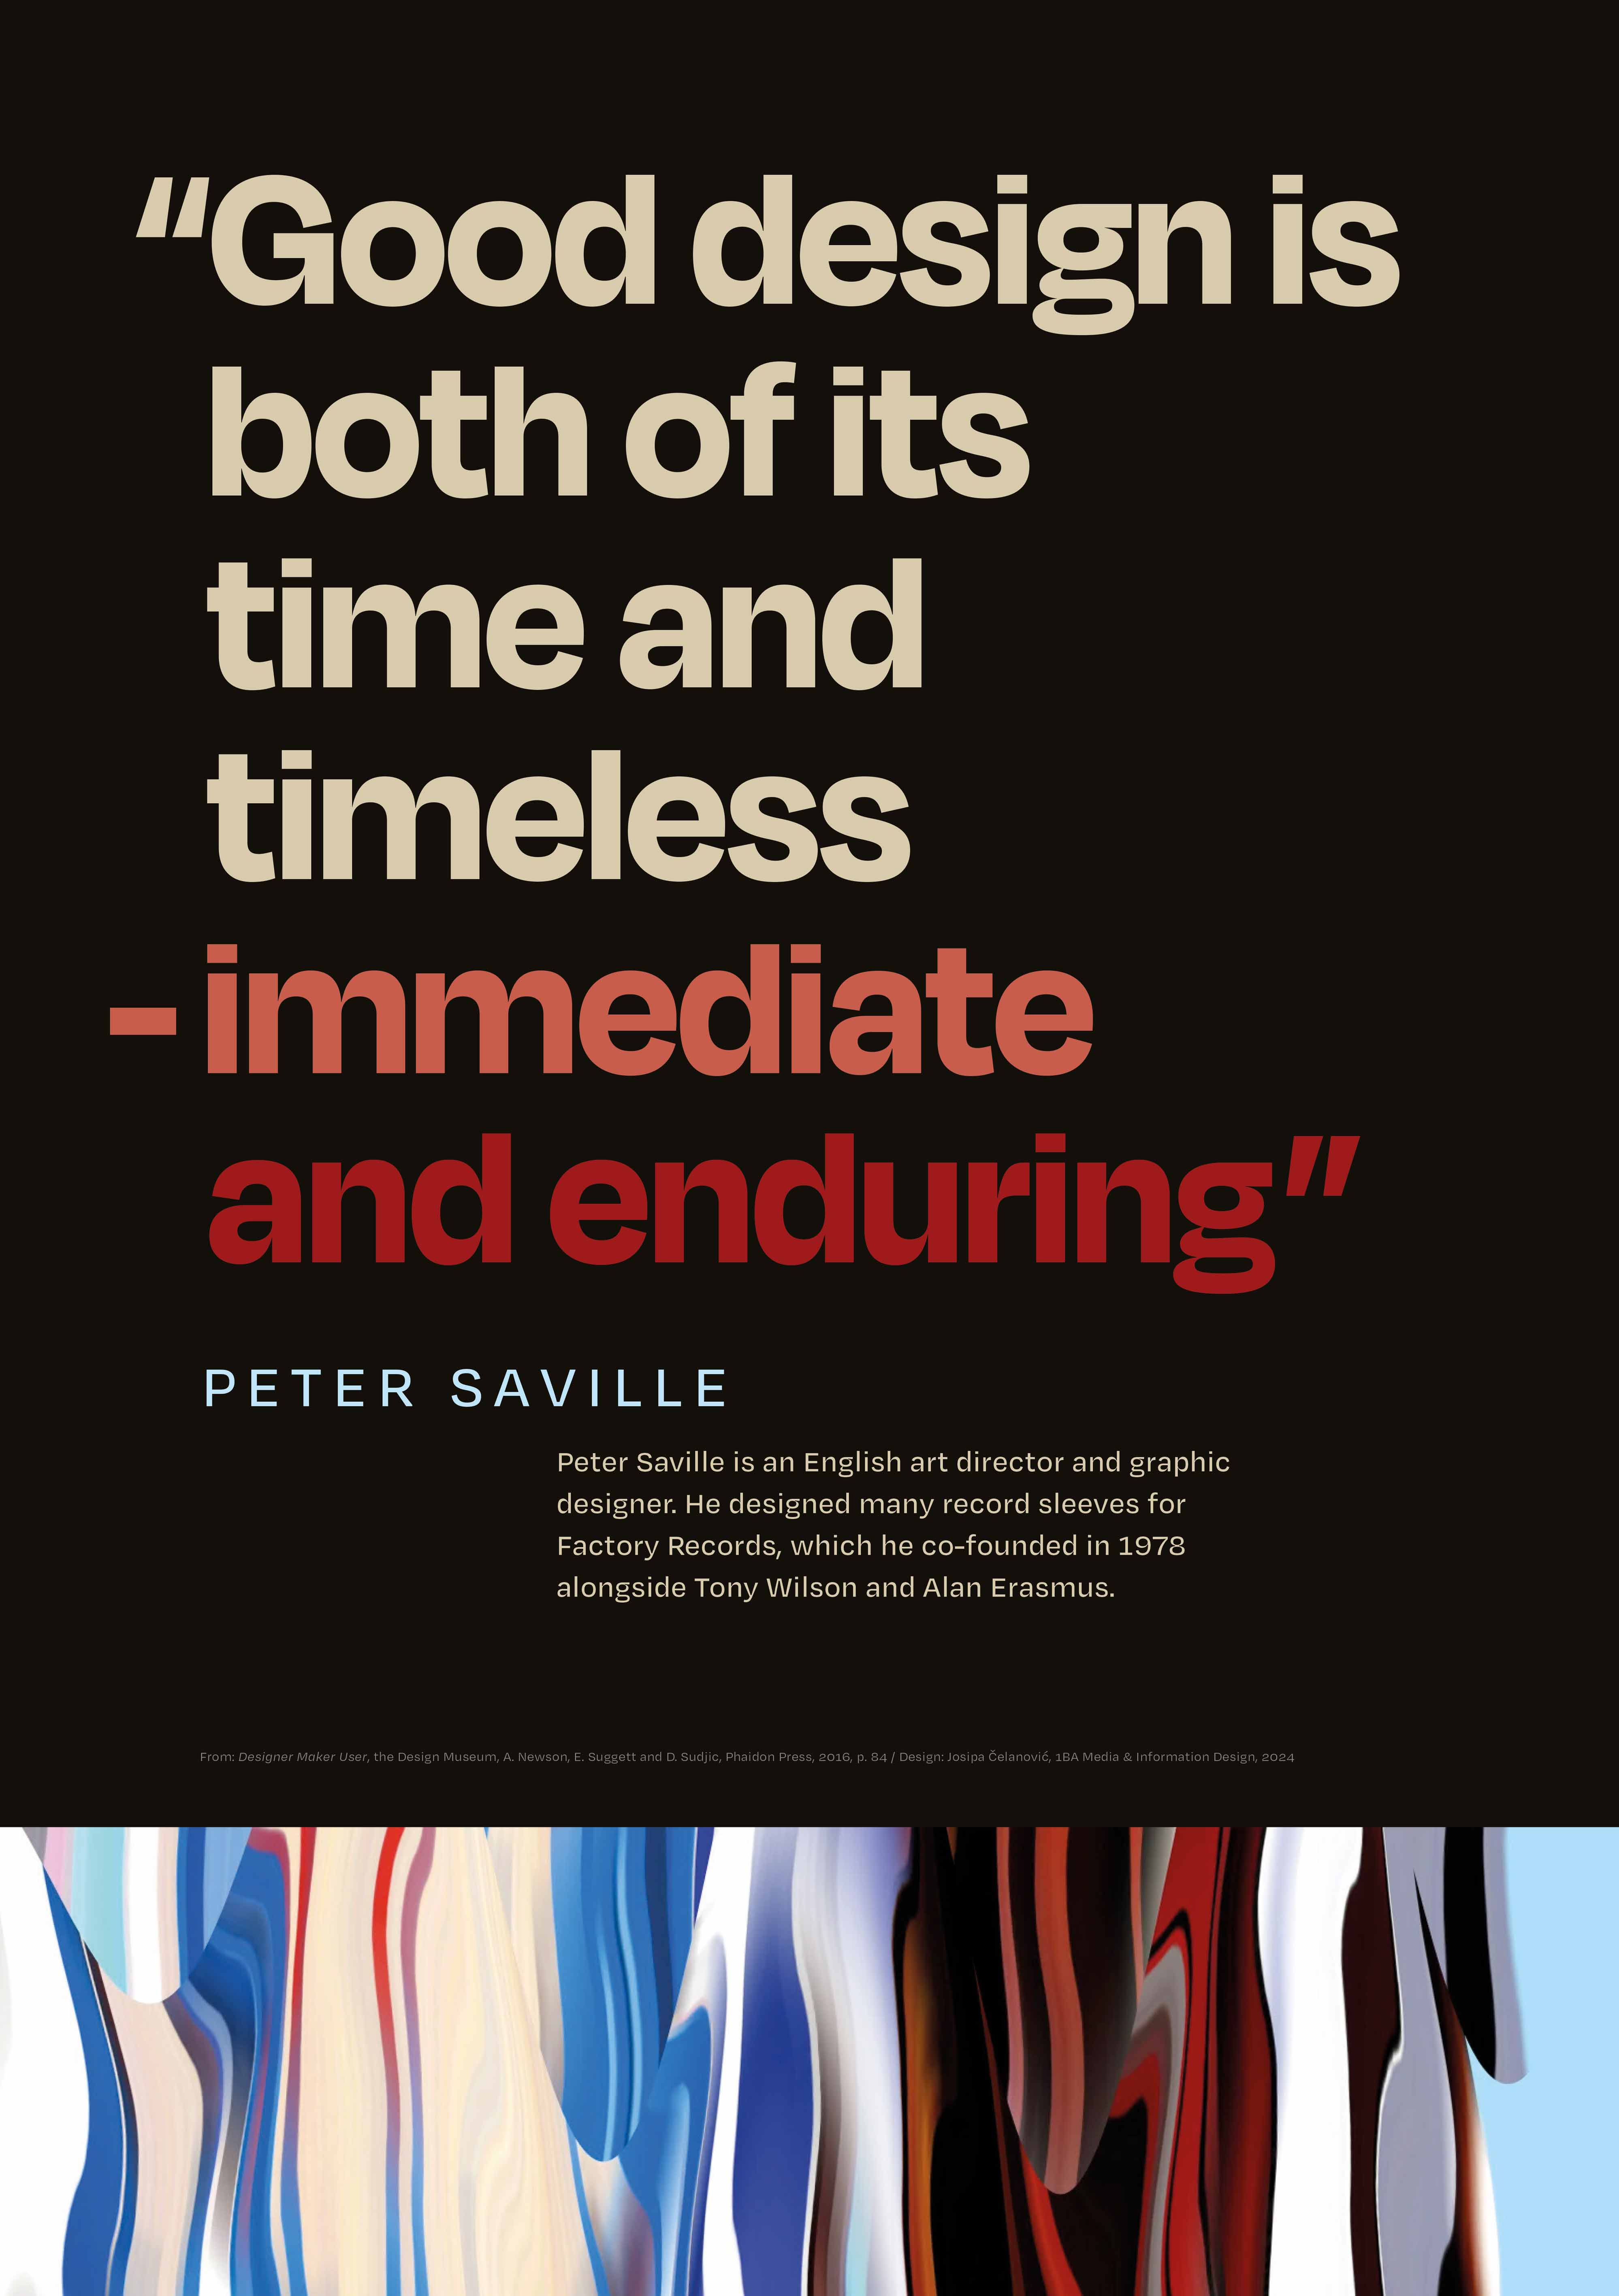 “Good design is
both of its
time and
timeless
– immediate
and enduring”
PETER SAVILLE
Peter Saville is an English art director and graphic
designer. He designed many record sleeves for
Factory Records, which he co-founded in 1978
alongside Tony Wilson and Alan Erasmus.
From: Designer Maker User, the Design Museum, A. Newson, E. Suggett and D. Sudjic, Phaidon Press, 2016, p. 84 / Design: Josipa Čelanović, 1BA Media & Information Design, 2024